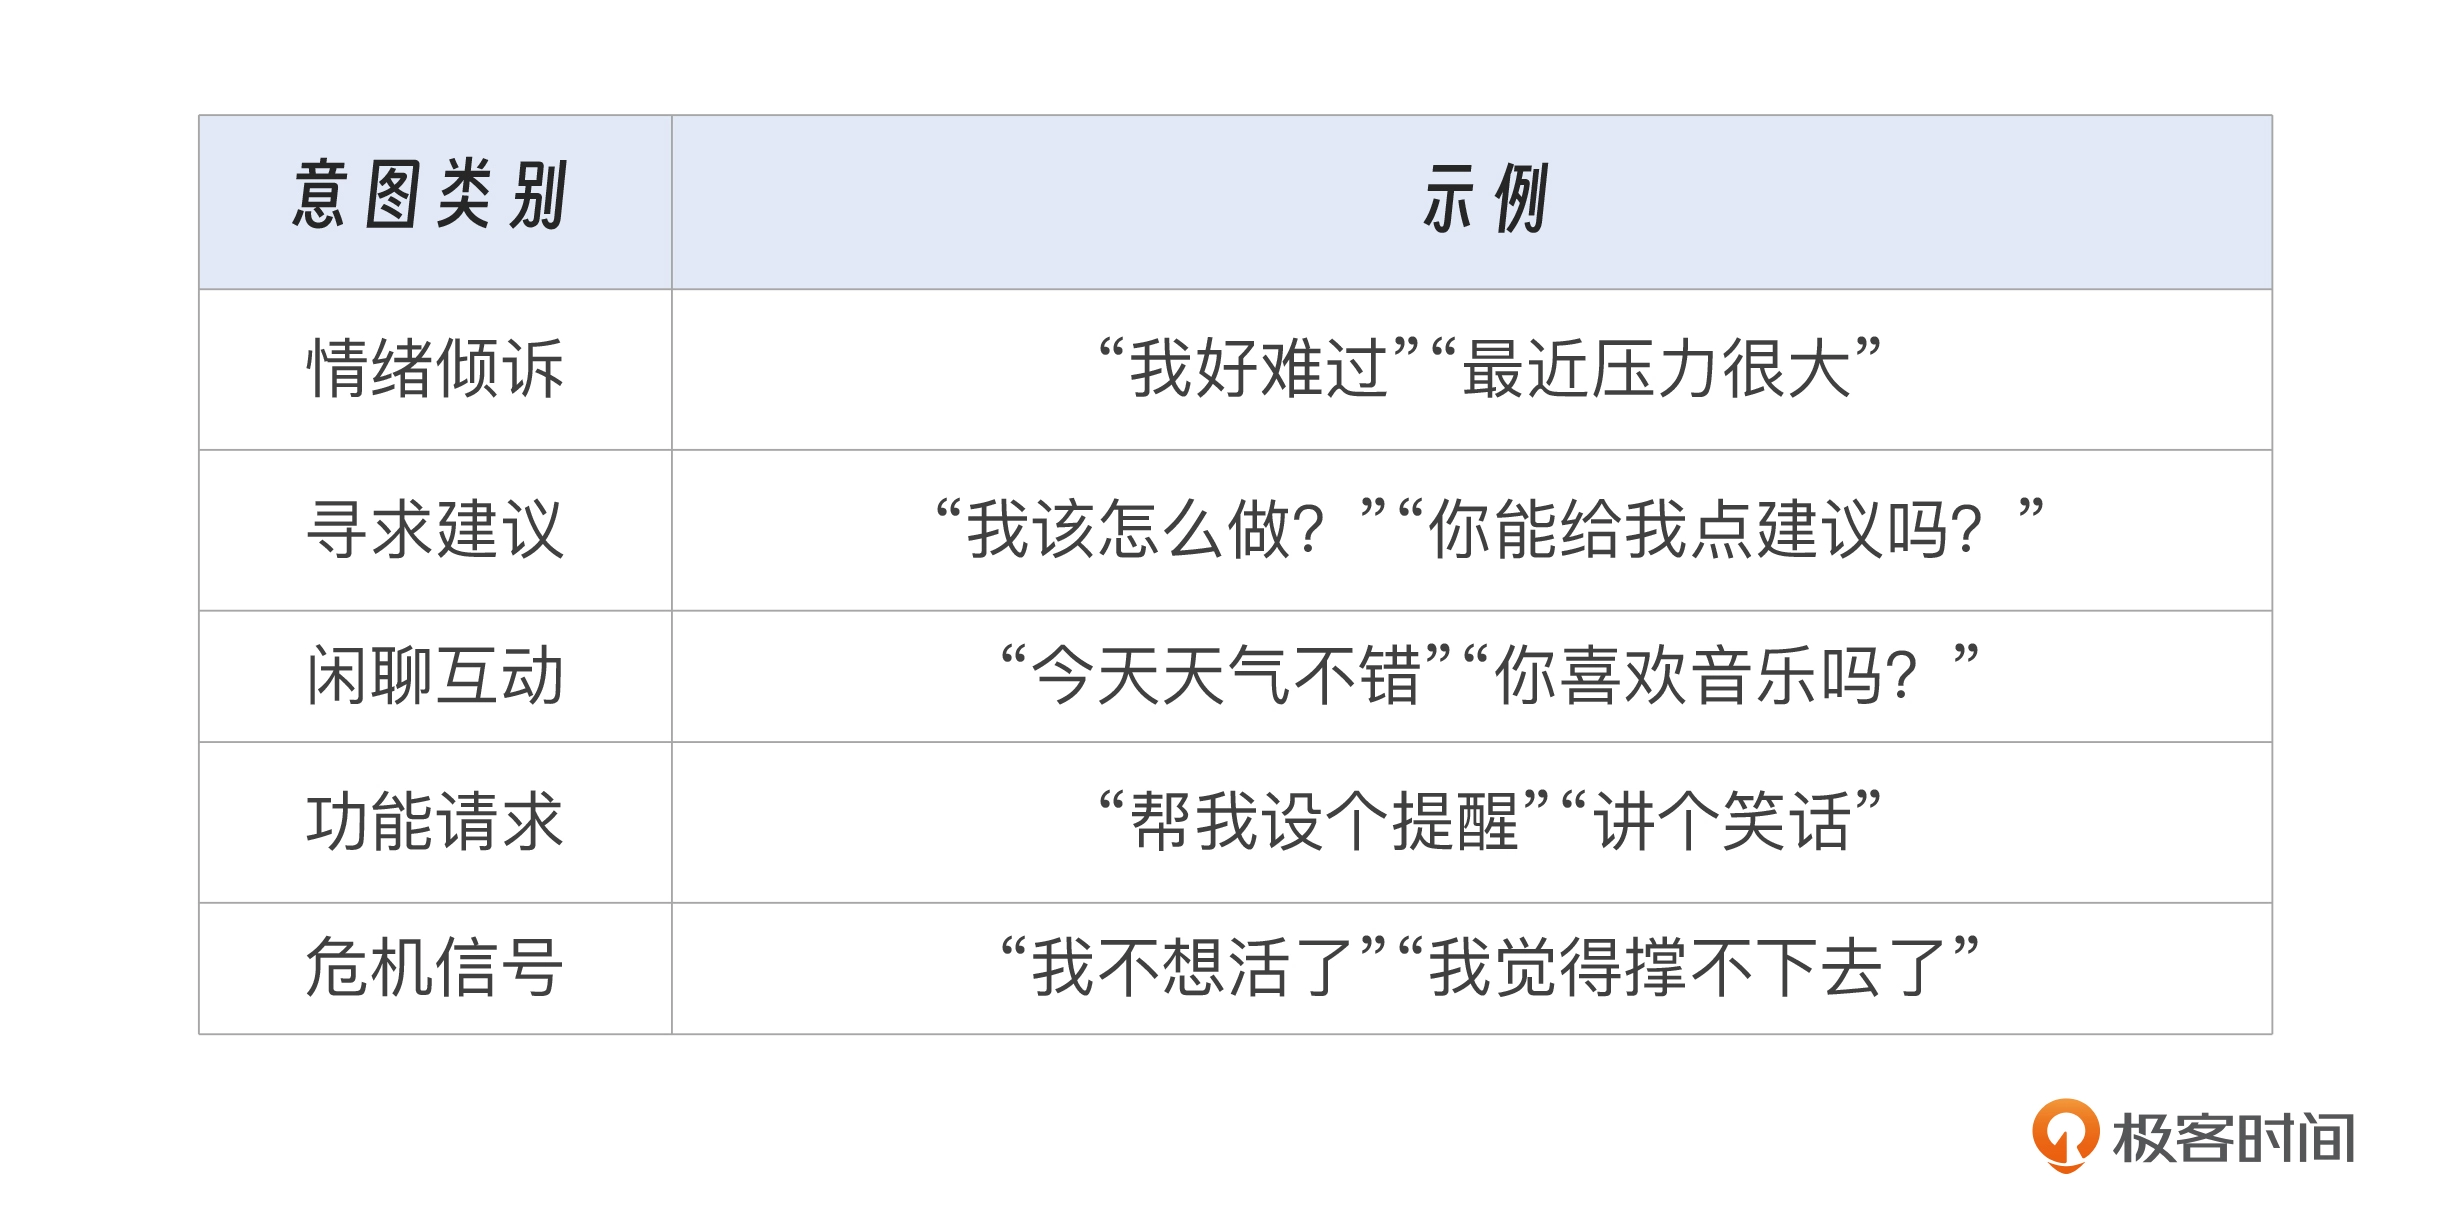 意图类别 示例
情绪倾诉 “我好难过”“最近压力很大”
寻求建议 “我该怎么做？”“你能给我点建议吗？”
闲聊互动 “今天天气不错”“你喜欢音乐吗？”
功能请求 “帮我设个提醒”“讲个笑话”
危机信号 “我不想活了”“我觉得撑不下去了”
极客时间